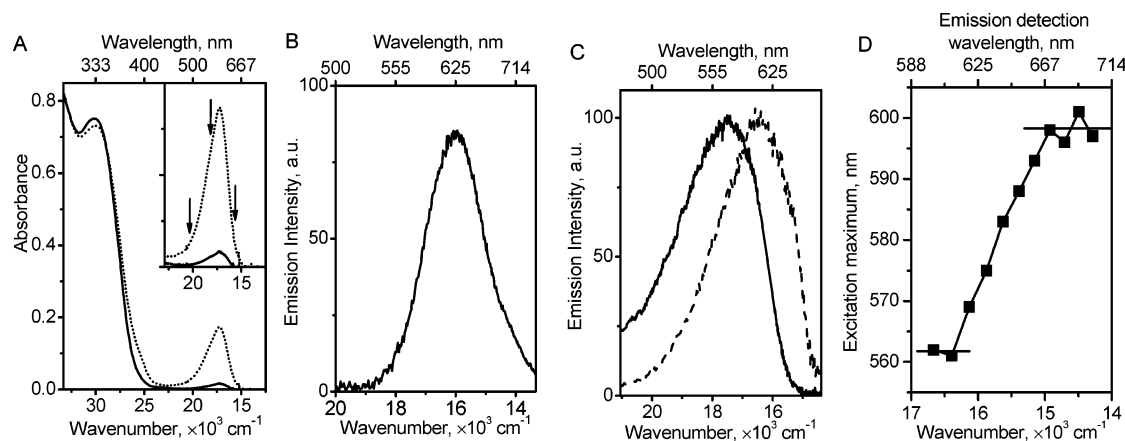 A
Wavelength, nm
333 400 500 667
Absorbance
0.8
0.6
0.4
0.2
0.0
20 15
30 25 20 15
Wavenumber, ×10³ cm⁻¹
B
Wavelength, nm
500 555 625 714
Emission Intensity, a.u.
100
50
0
20 18 16 14
Wavenumber, ×10³ cm⁻¹
C
Wavelength, nm
500 555 625
Emission Intensity, a.u.
100
50
0
20 18 16
Wavenumber, ×10³ cm⁻¹
D
Emission detection
wavelength, nm
588 625 667 714
Excitation maximum, nm
600
590
580
570
560
17 16 15 14
Wavenumber, ×10³ cm⁻¹